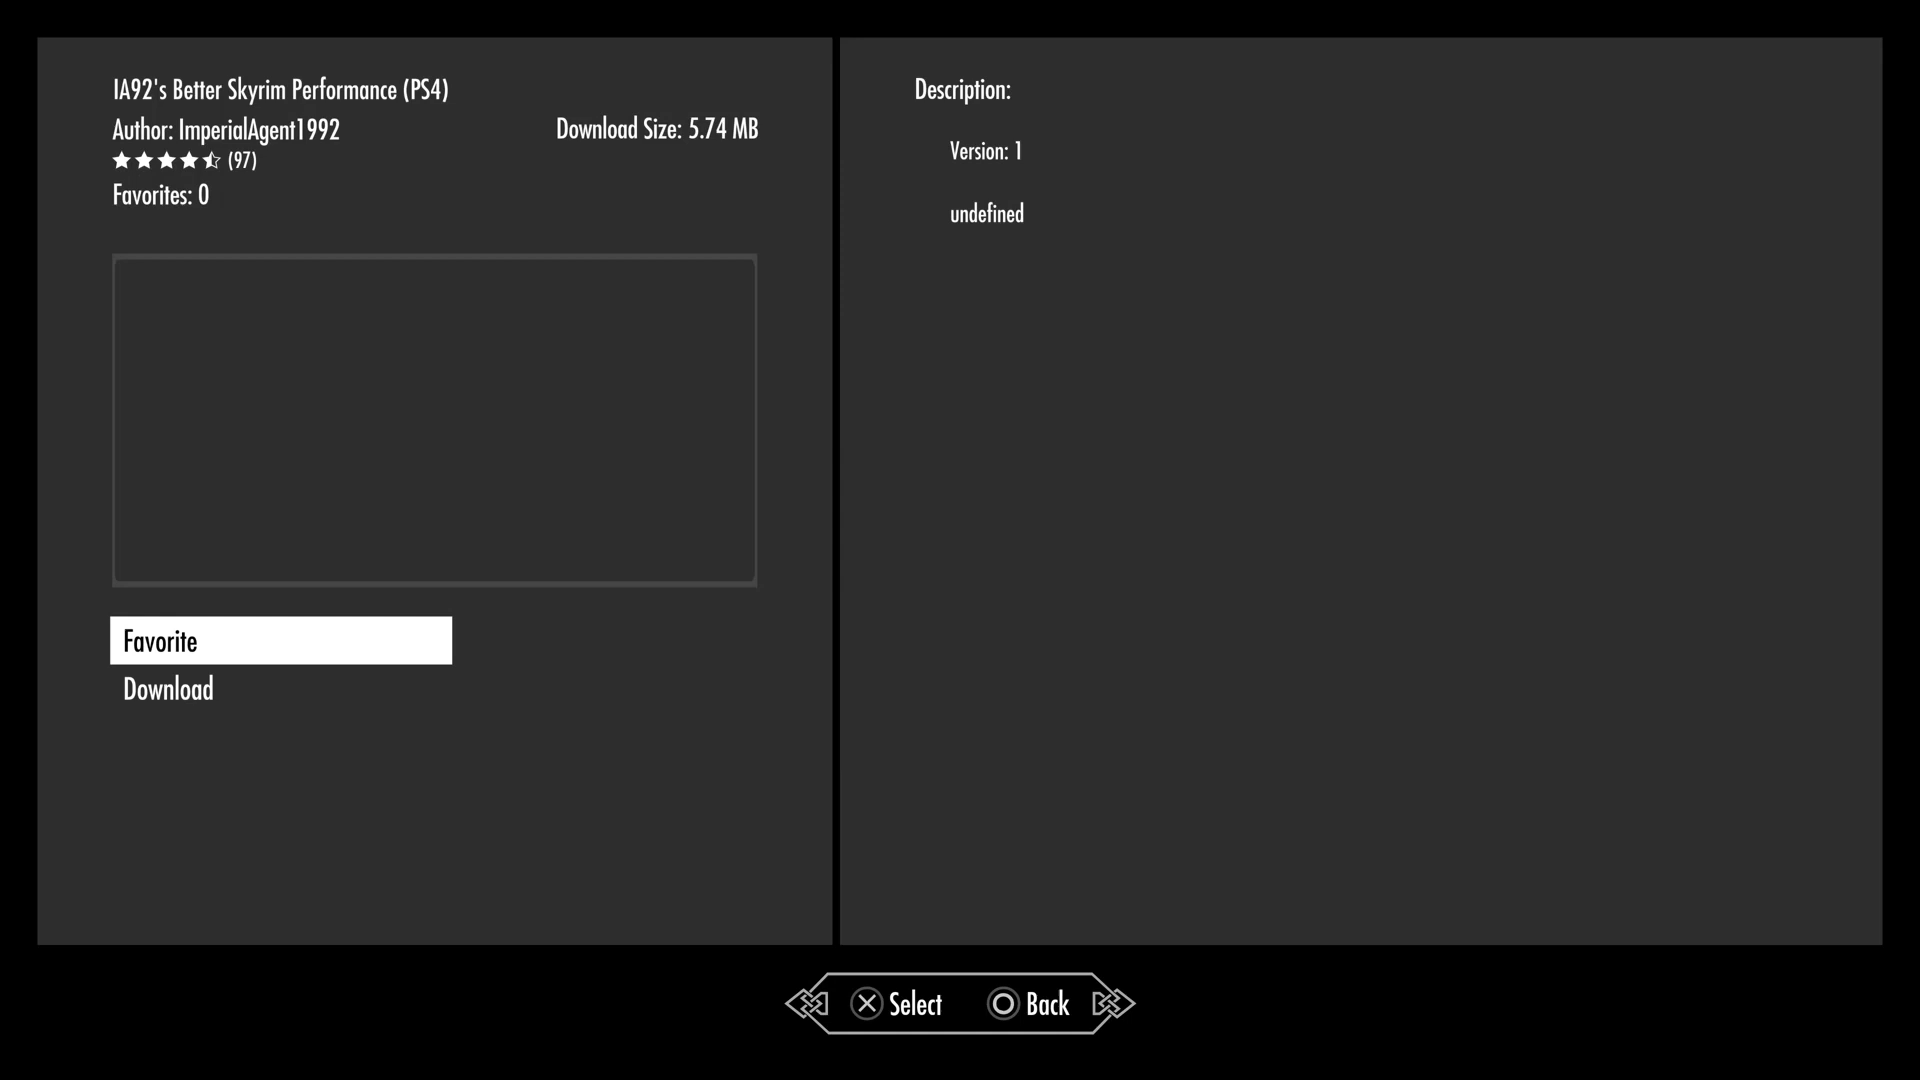 IA92's Better Skyrim Performance (PS4)
Author: ImperialAgent1992
Download Size: 5.74 MB
(97)
Favorites: 0
Favorite
Download
Description:
Version: 1
undefined
Select
Back